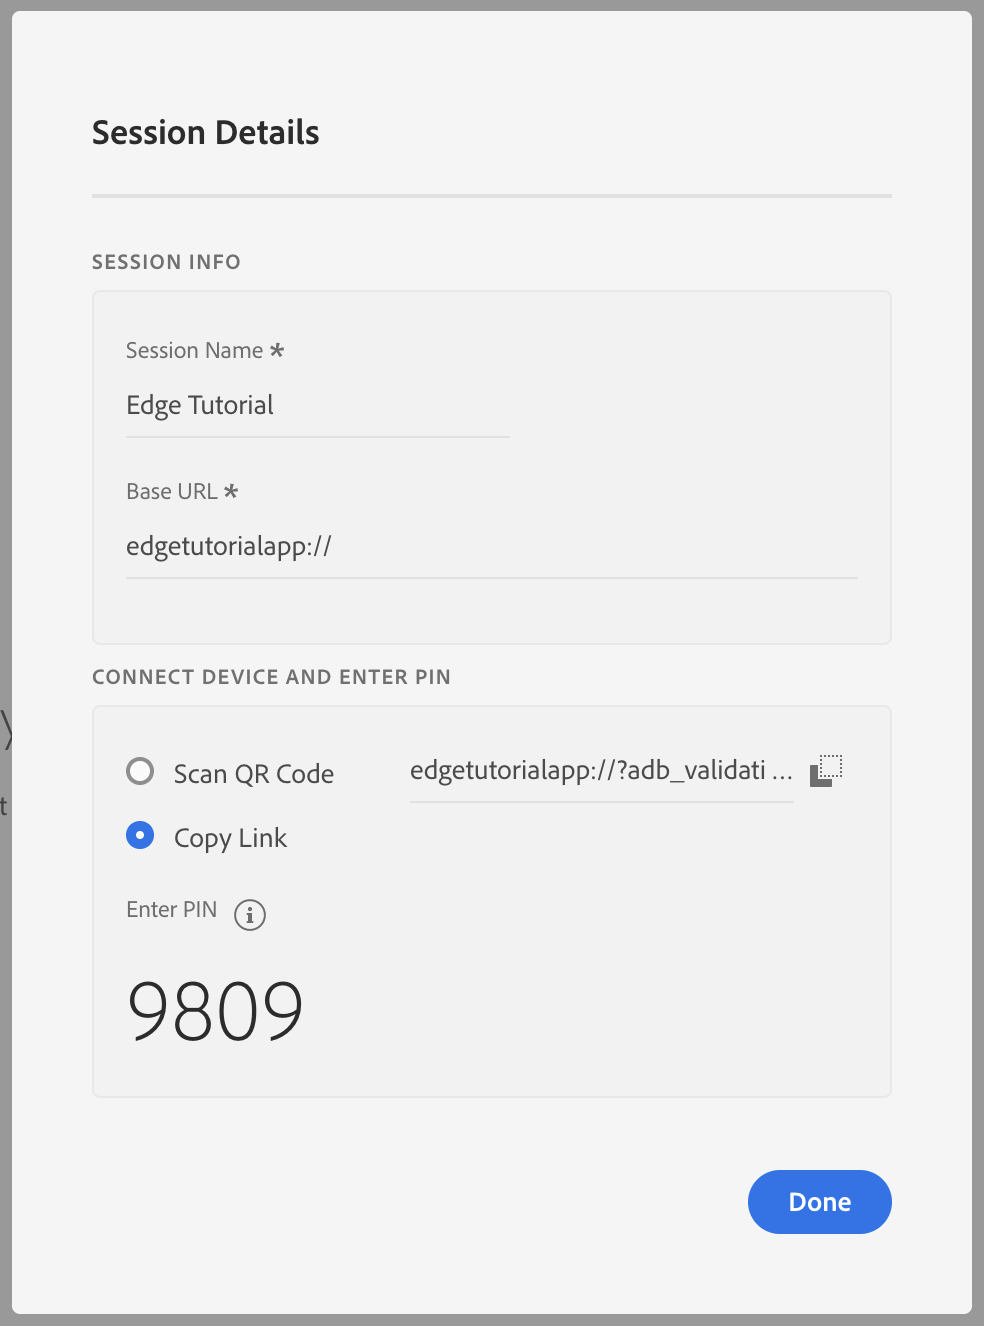 Session Details
SESSION INFO
Session Name *
Edge Tutorial
Base URL *
edgetutorialapp://
CONNECT DEVICE AND ENTER PIN
Scan QR Code
edgetutorialapp://?adb_validati ...
Copy Link
Enter PIN
9809
Done